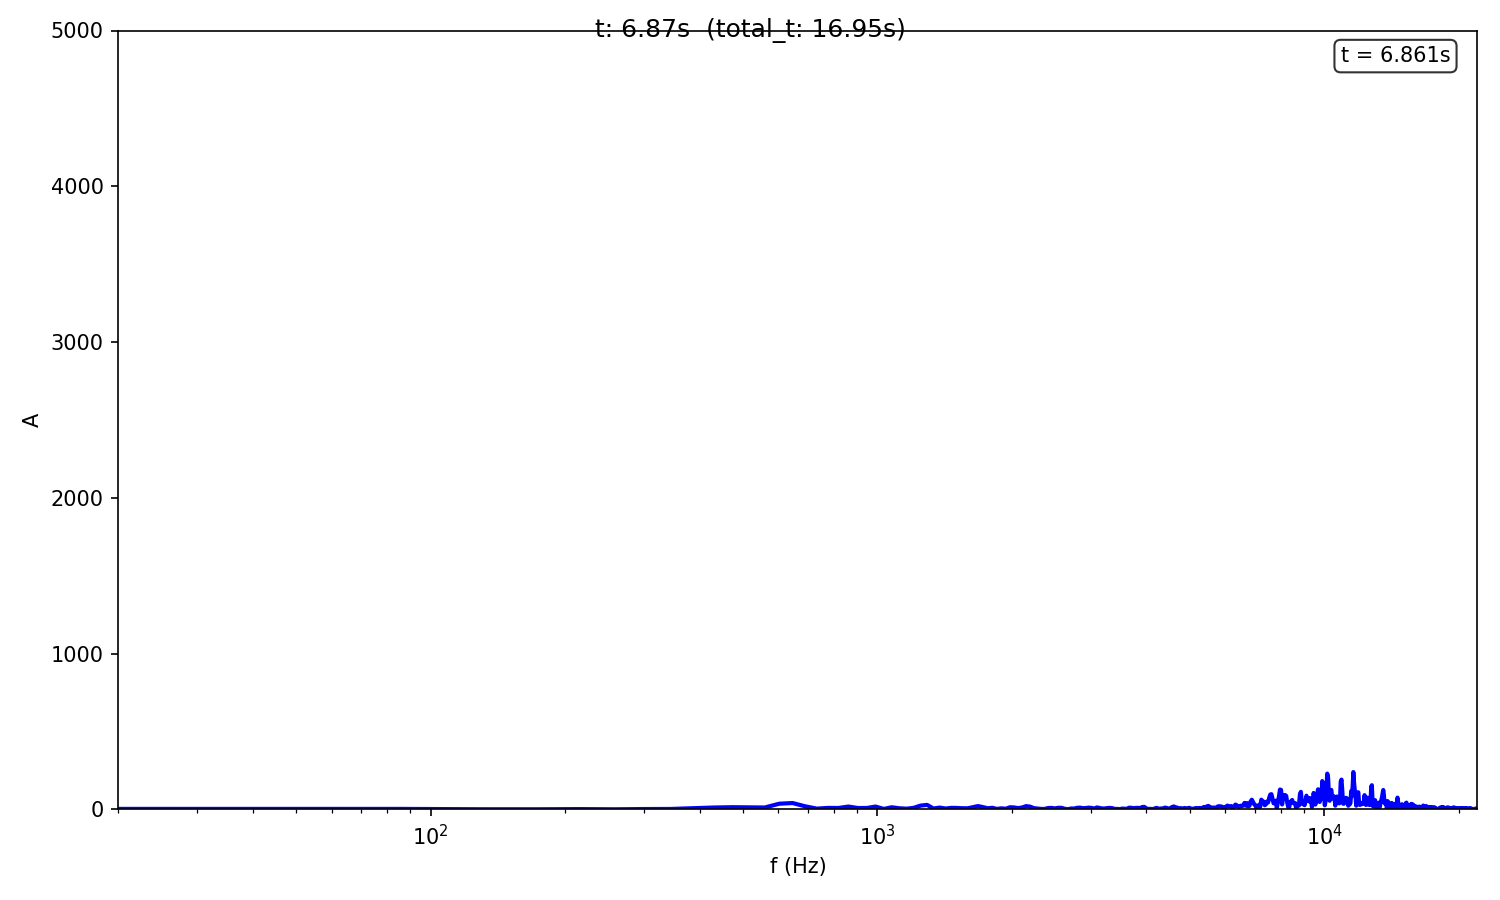 t: 6.87s (total_t: 16.95s)
t = 6.861s
5000
4000
3000
2000
1000
0
A
10² 10³ 10⁴
f (Hz)